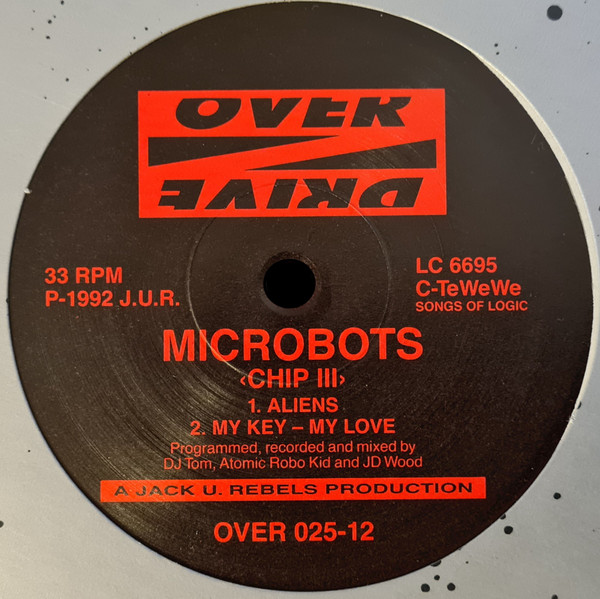 OVER
DRIVE
33 RPM
P-1992 J.U.R.
LC 6695
C-TeWeWe
SONGS OF LOGIC
MICROBOTS
‹CHIP III›
1. ALIENS
2. MY KEY – MY LOVE
Programmed, recorded and mixed by
DJ Tom, Atomic Robo Kid and JD Wood
A JACK U. REBELS PRODUCTION
OVER 025-12